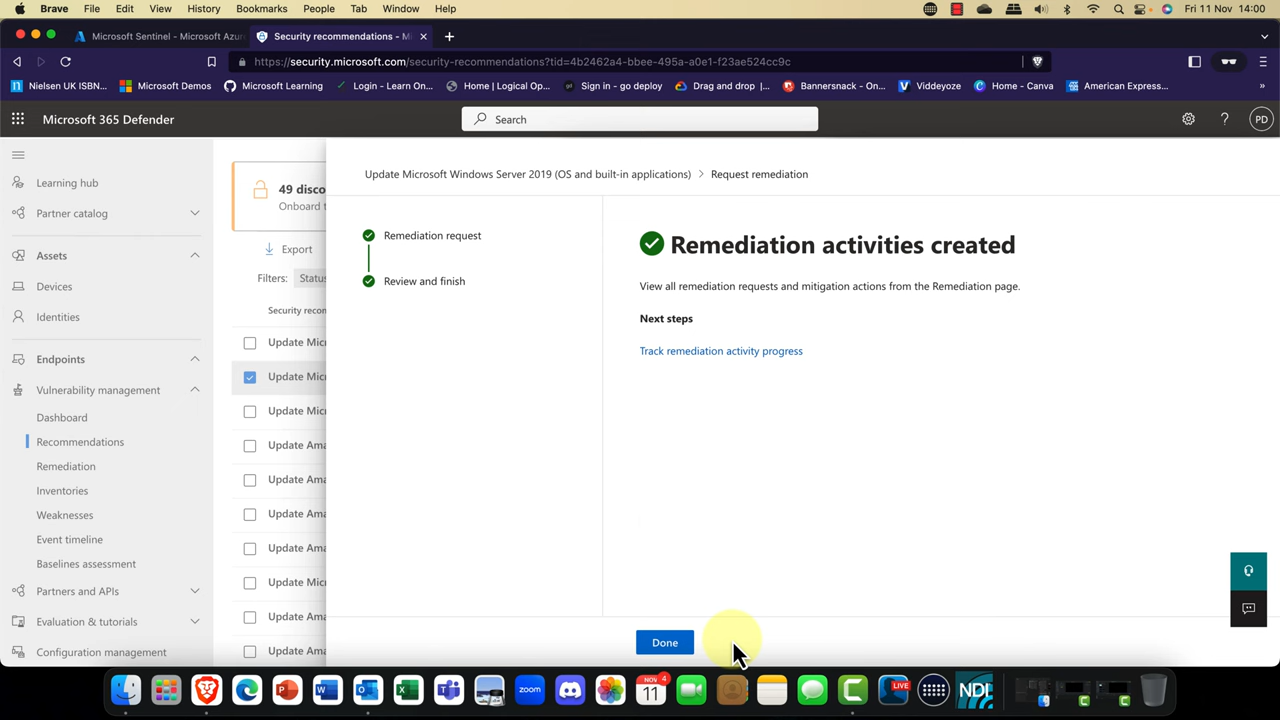 Brave File Edit View History Bookmarks People Tab Window Help Fri 11 Nov 14:00
Microsoft Sentinel - Microsoft Azu Security recommendations - Mi
https://security.microsoft.com/security-recommendations?tid=4b2462a4-bbee-495a-a0e1-f23ae524cc9c
Nielsen UK ISBN... Microsoft Demos Microsoft Learning Login - Learn On... Home | Logical Op... Sign in - go deploy Drag and drop |... Bannersnack - On... Viddeyoze Home - Canva American Express... »
Microsoft 365 Defender Search PD
Learning hub
Partner catalog
Assets
Devices
Identities
Endpoints
Vulnerability management
Dashboard
Recommendations
Remediation
Inventories
Weaknesses
Event timeline
Baselines assessment
Partners and APIs
Evaluation & tutorials
Configuration management
49 disco
Onboard t
Export
Filters: Status
Security recon
Update Micr
Update Micr
Update Micr
Update Ama
Update Ama
Update Ama
Update Ama
Update Micr
Update Ama
Update Ama
Update Microsoft Windows Server 2019 (OS and built-in applications) > Request remediation
Remediation request
Review and finish
Remediation activities created
View all remediation requests and mitigation actions from the Remediation page.
Next steps
Track remediation activity progress
Done
NOV 4
11
zoom
LIVE
NDI